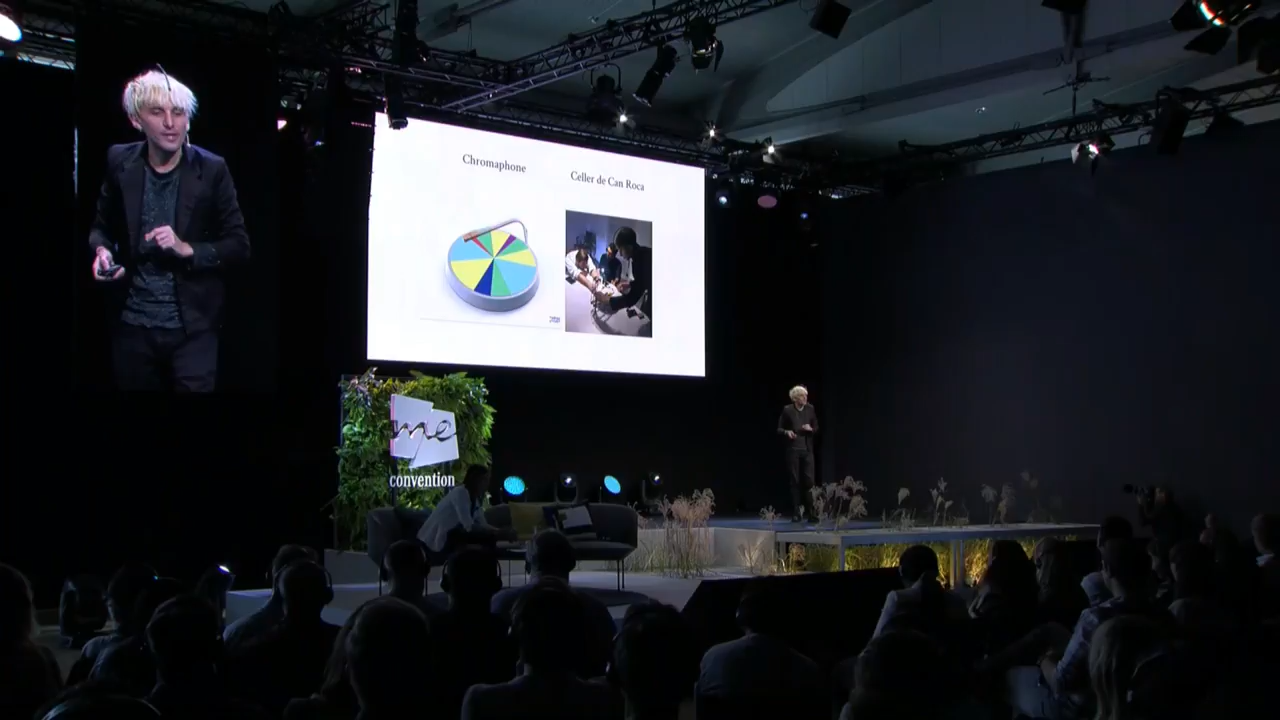 Chromaphone
Celler de Can Roca
me
convention